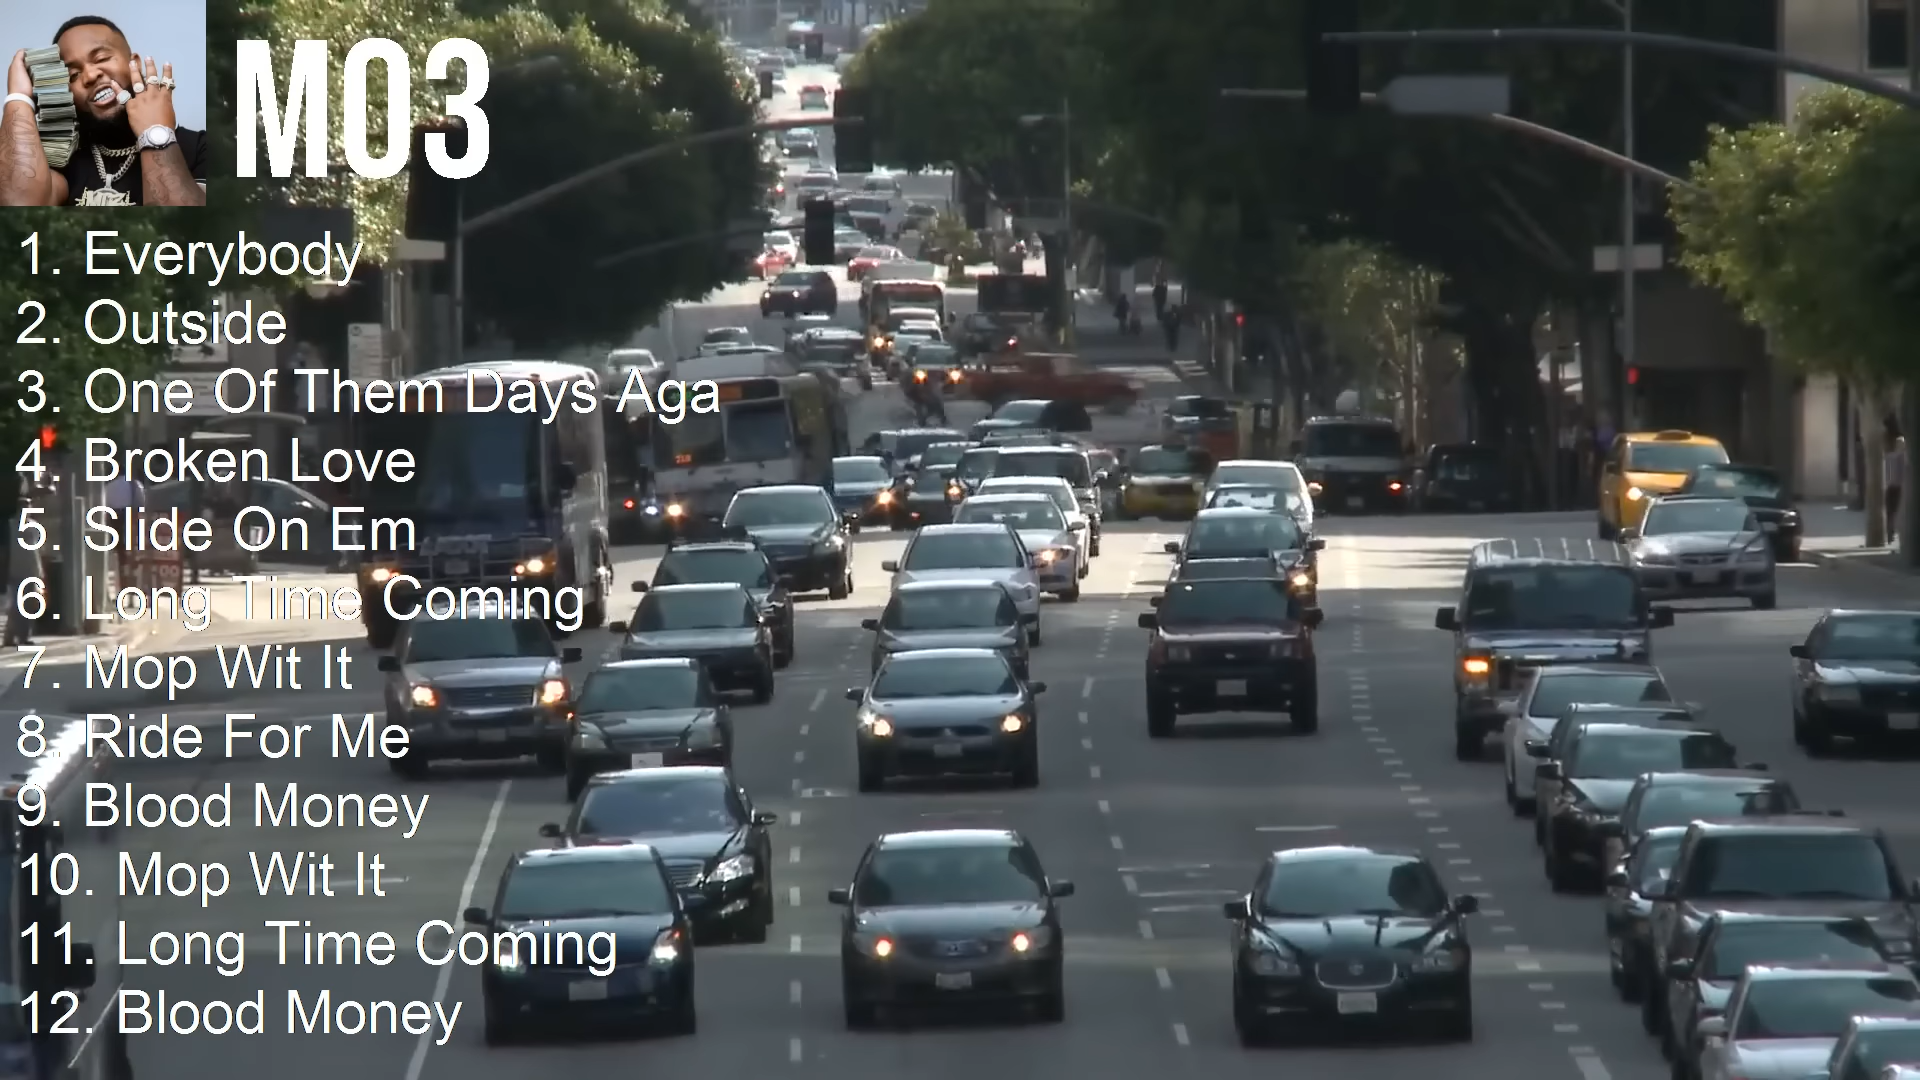 MO3
1. Everybody
2. Outside
3. One Of Them Days Aga
4. Broken Love
5. Slide On Em
6. Long Time Coming
7. Mop Wit It
8. Ride For Me
9. Blood Money
10. Mop Wit It
11. Long Time Coming
12. Blood Money